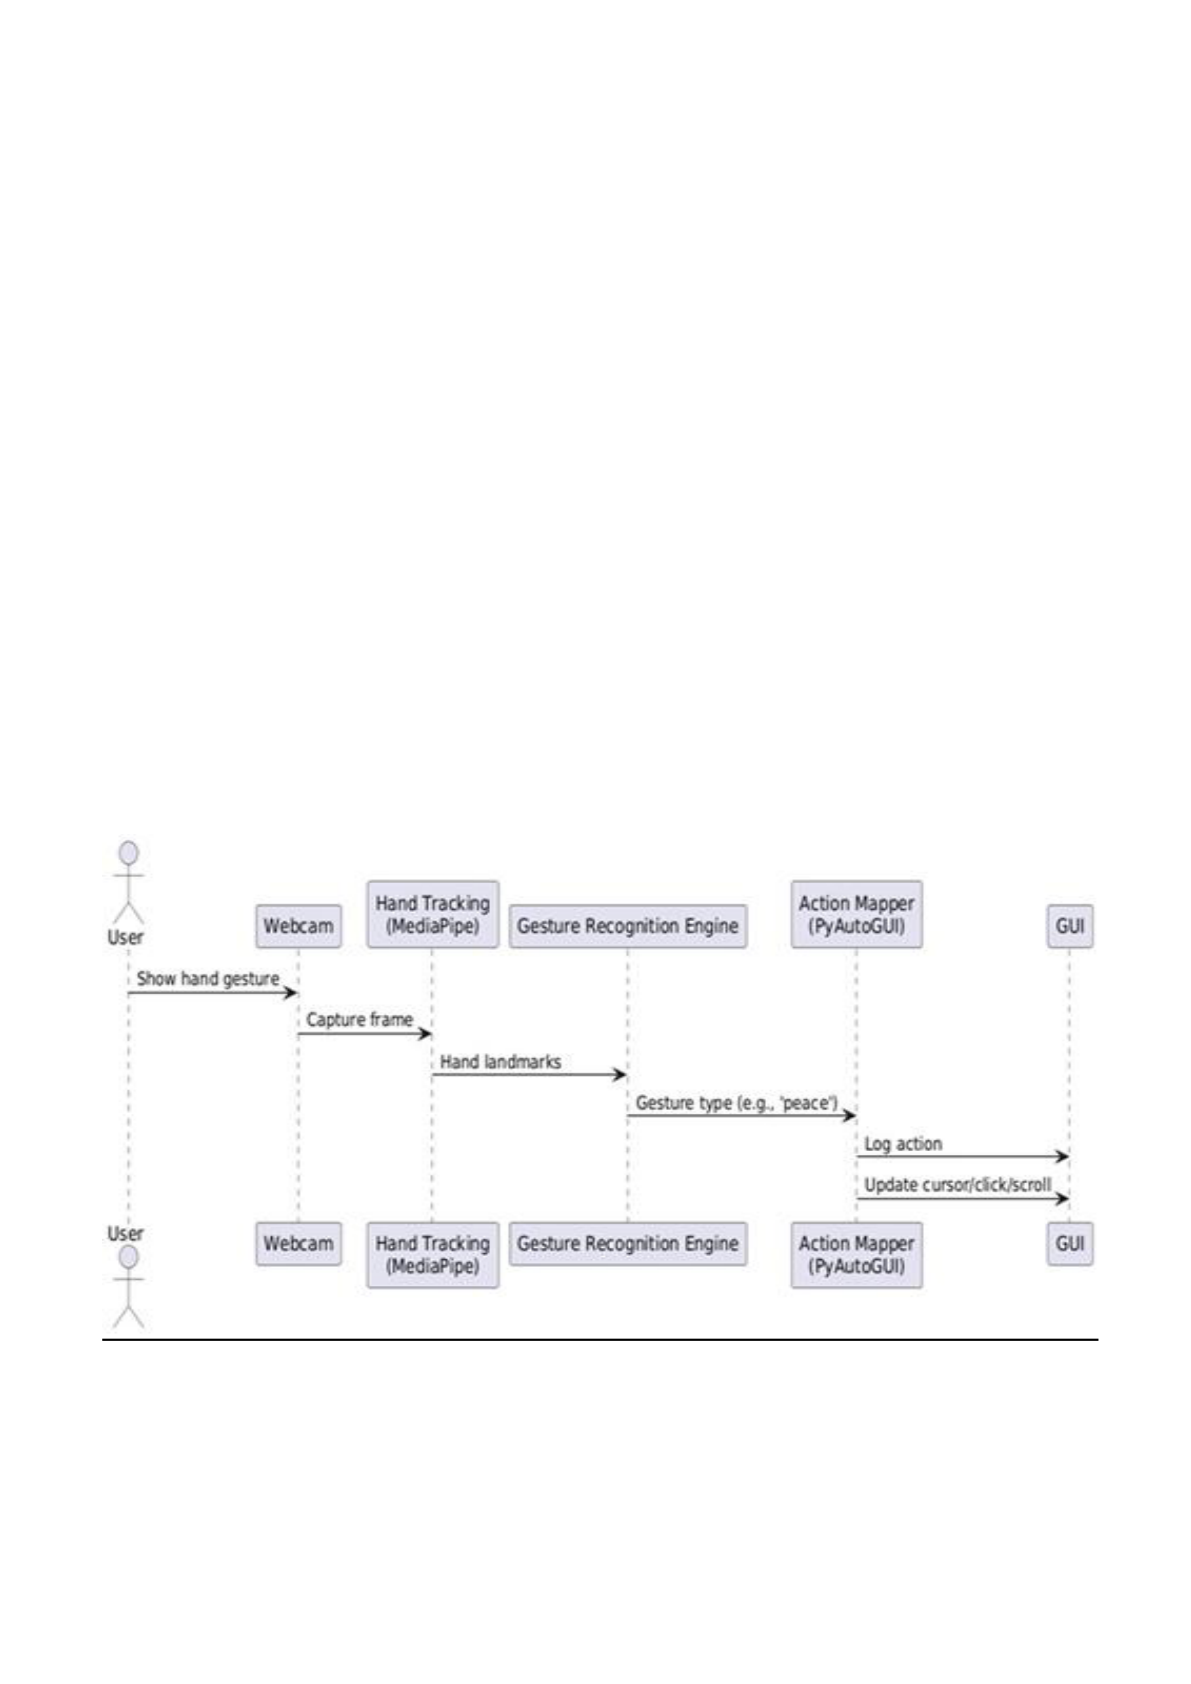 User
Webcam
Hand Tracking
(MediaPipe)
Gesture Recognition Engine
Action Mapper
(PyAutoGUI)
GUI
Show hand gesture
Capture frame
Hand landmarks
Gesture type (e.g., 'peace')
Log action
Update cursor/click/scroll
User
Webcam
Hand Tracking
(MediaPipe)
Gesture Recognition Engine
Action Mapper
(PyAutoGUI)
GUI